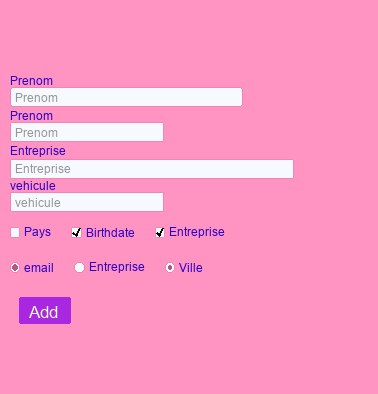 Prenom
Prenom
Prenom
Prenom
Entreprise
Entreprise
vehicule
vehicule
Pays Birthdate Entreprise
email Entreprise Ville
Add